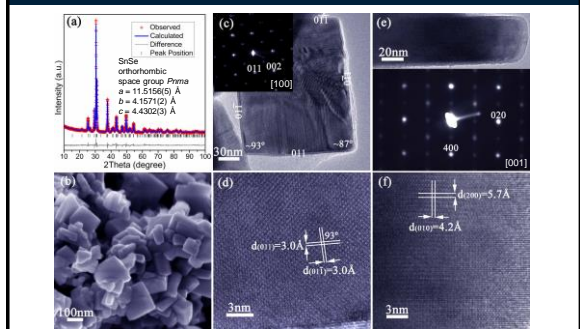 (a)
Observed
Calculated
Difference
Peak Position
SnSe
orthorhombic
space group Pnma
a = 11.5156(5) Å
b = 4.1571(2) Å
c = 4.4302(3) Å
Intensity (a.u.)
10 20 30 40 50 60 70 80 90 100
2Theta (degree)
(b)
100nm
(c)
011
011 002
[100]
~93°
~87°
011
30nm
(d)
93°
d(011)=3.0Å
d(011̄)=3.0Å
3nm
(e)
20nm
020
400
[001]
(f)
d(200)=5.7Å
d(010)=4.2Å
3nm